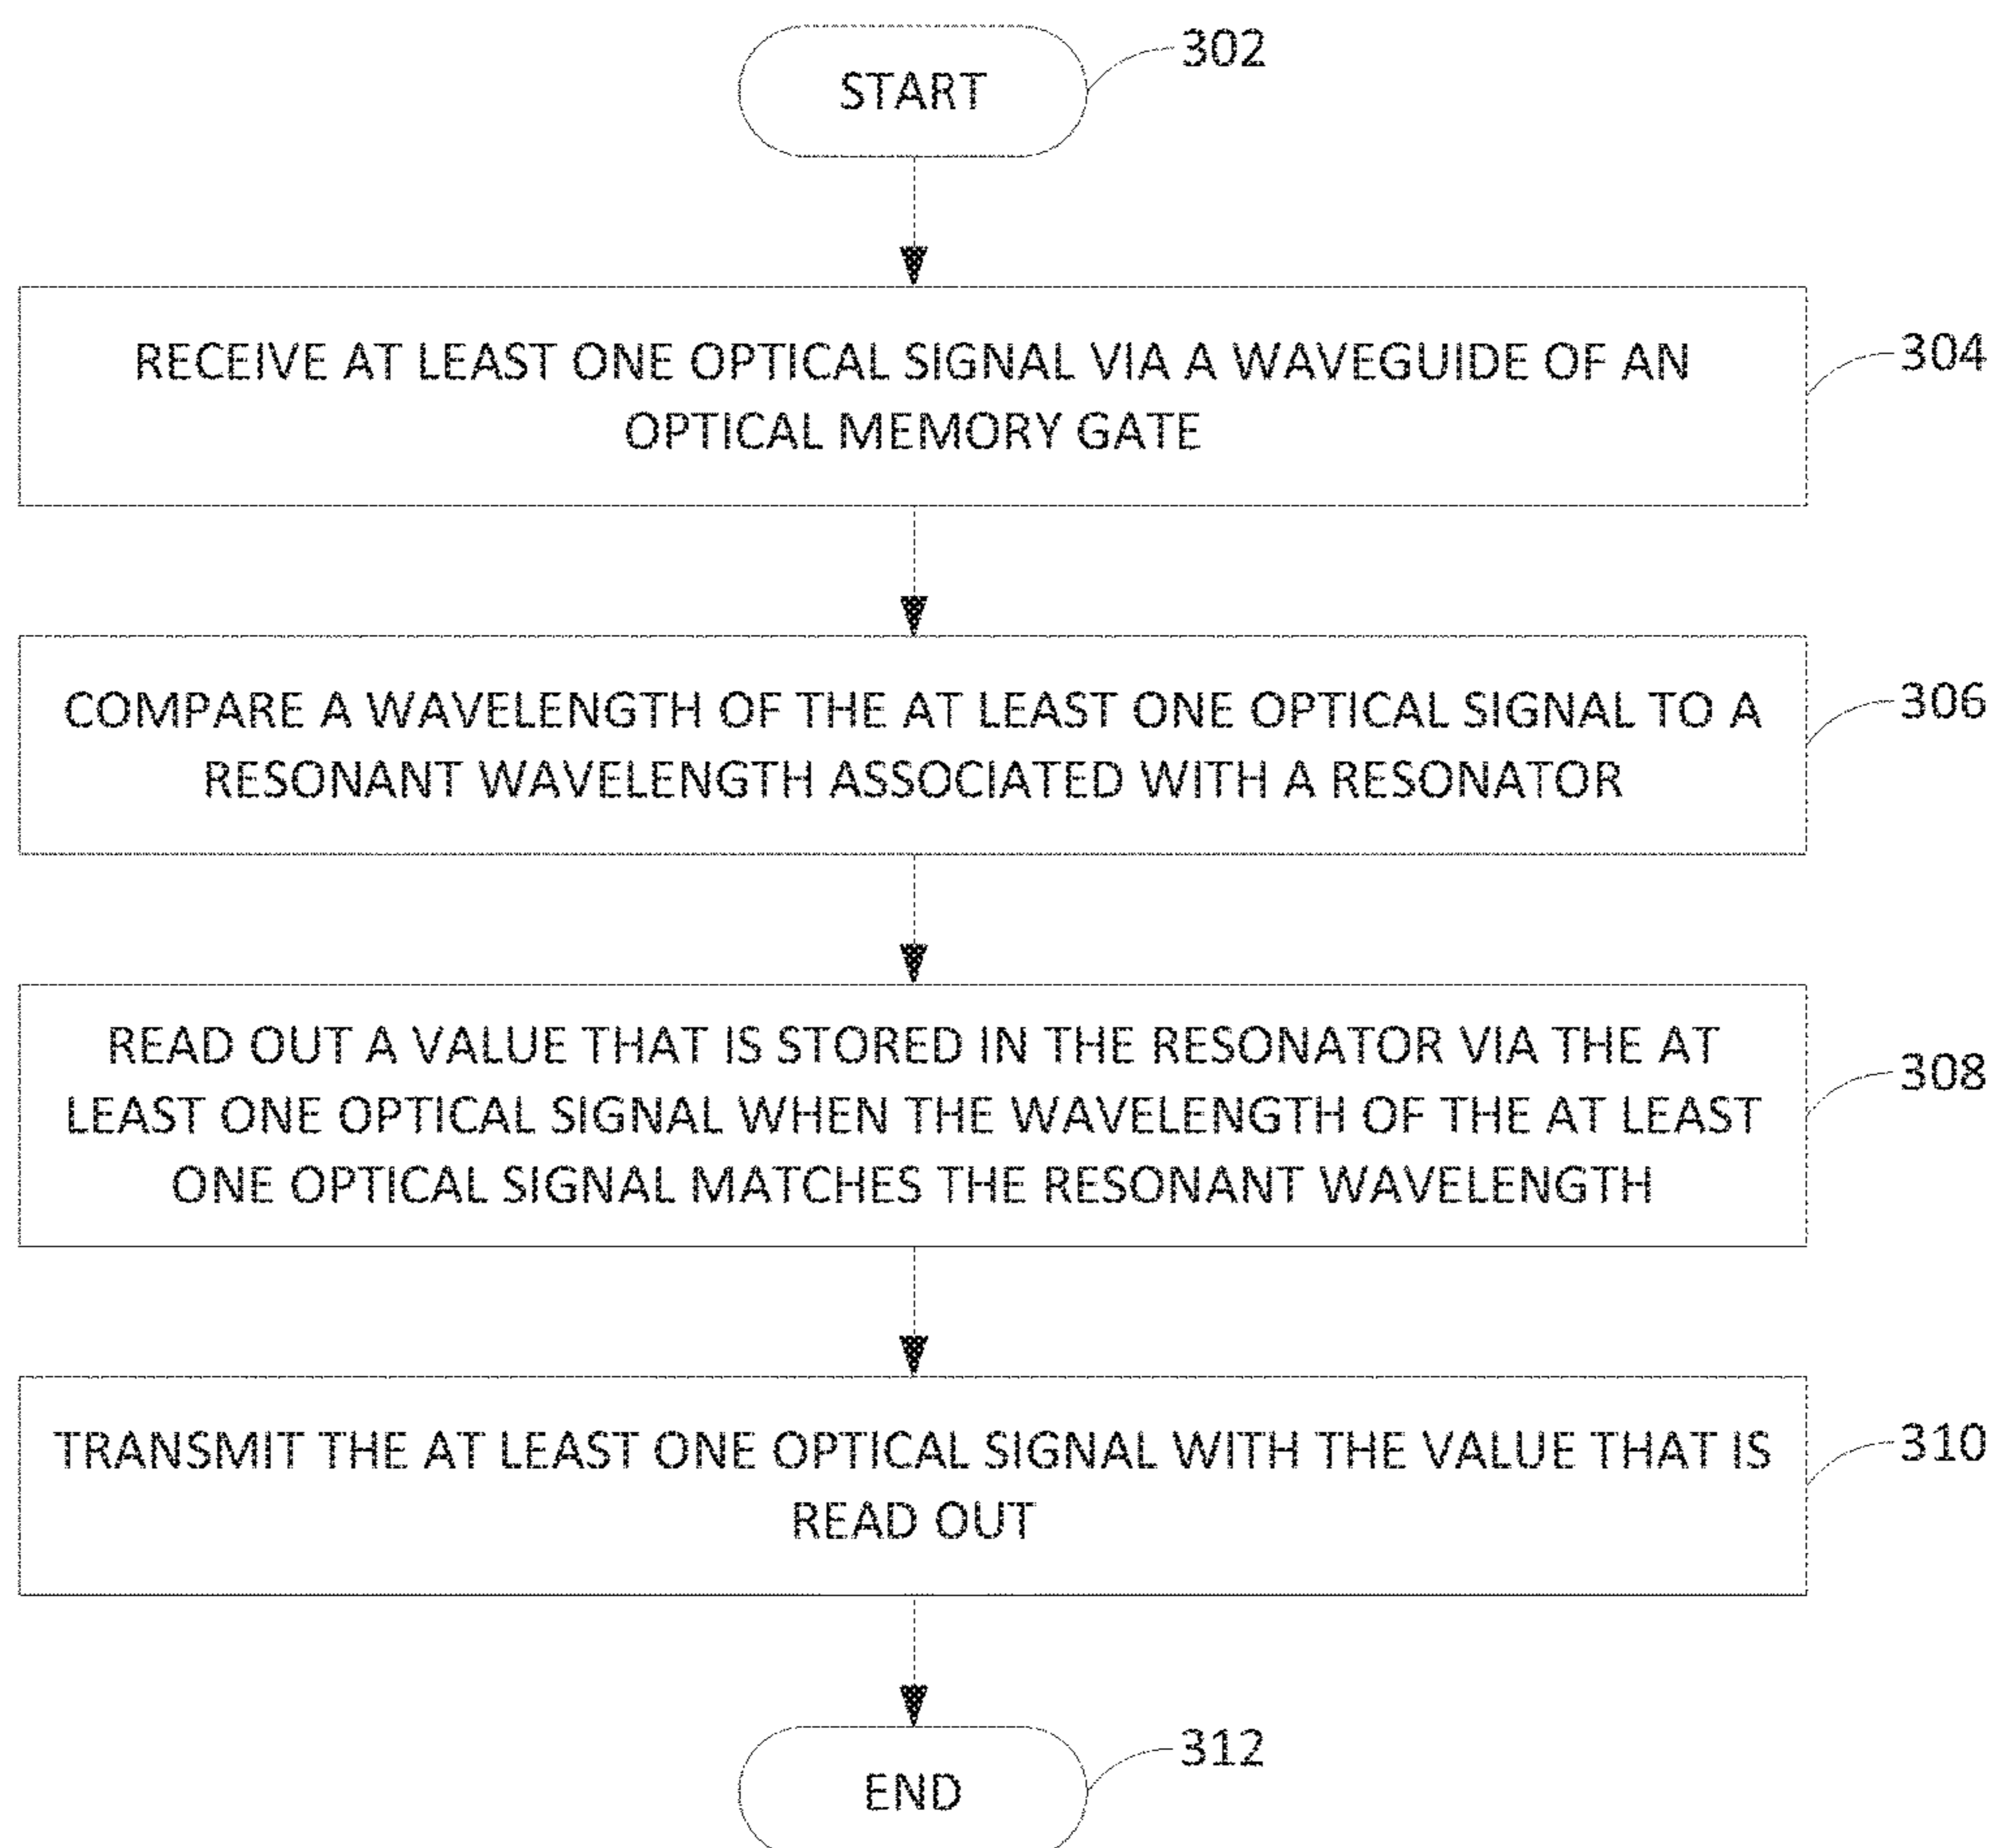 302
START
RECEIVE AT LEAST ONE OPTICAL SIGNAL VIA A WAVEGUIDE OF AN
OPTICAL MEMORY GATE
304
COMPARE A WAVELENGTH OF THE AT LEAST ONE OPTICAL SIGNAL TO A
RESONANT WAVELENGTH ASSOCIATED WITH A RESONATOR
306
READ OUT A VALUE THAT IS STORED IN THE RESONATOR VIA THE AT
LEAST ONE OPTICAL SIGNAL WHEN THE WAVELENGTH OF THE AT LEAST
ONE OPTICAL SIGNAL MATCHES THE RESONANT WAVELENGTH
308
TRANSMIT THE AT LEAST ONE OPTICAL SIGNAL WITH THE VALUE THAT IS
READ OUT
310
312
END